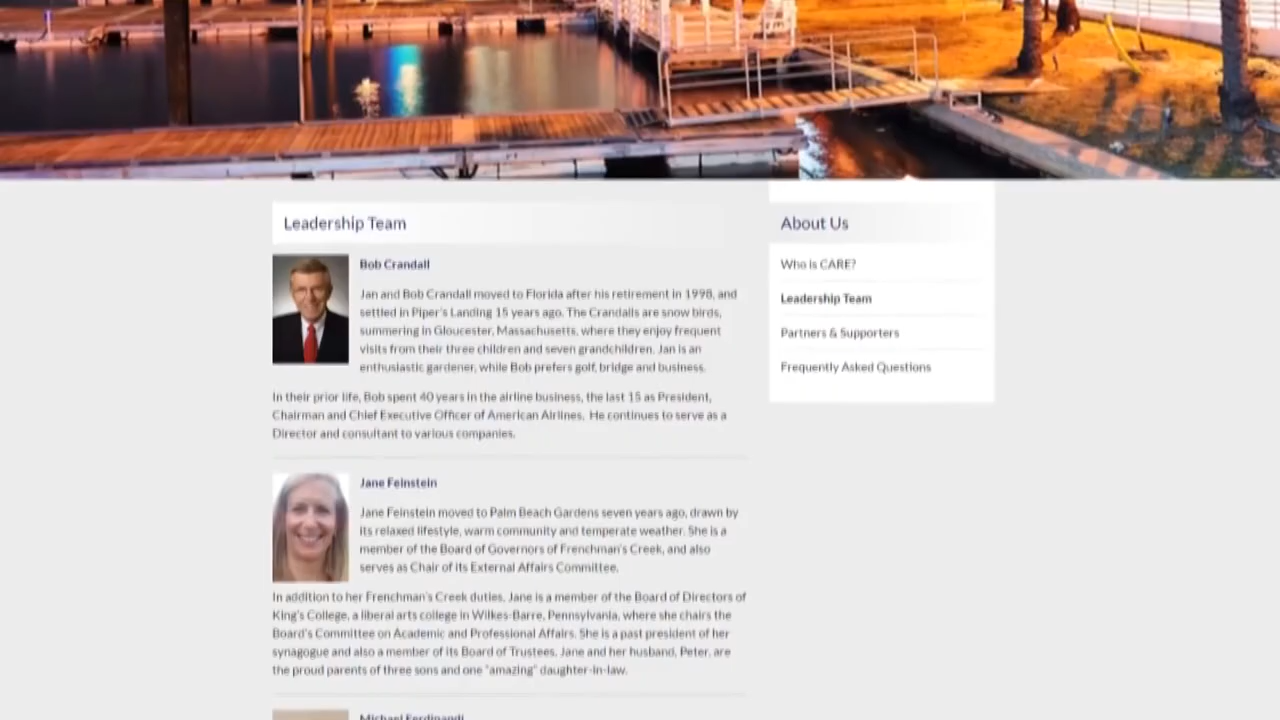 Leadership Team
Bob Crandall
Jan and Bob Crandall moved to Florida after his retirement in 1998, and
settled in Piper's Landing 15 years ago. The Crandalls are snow birds,
summering in Gloucester, Massachusetts, where they enjoy frequent
visits from their three children and seven grandchildren. Jan is an
enthusiastic gardener, while Bob prefers golf, bridge and business.
In their prior life, Bob spent 40 years in the airline business, the last 15 as President,
Chairman and Chief Executive Officer of American Airlines. He continues to serve as a
Director and consultant to various companies.
Jane Feinstein
Jane Feinstein moved to Palm Beach Gardens seven years ago, drawn by
its relaxed lifestyle, warm community and temperate weather. She is a
member of the Board of Governors of Frenchman's Creek, and also
serves as Chair of its External Affairs Committee.
In addition to her Frenchman's Creek duties, Jane is a member of the Board of Directors of
King's College, a liberal arts college in Wilkes-Barre, Pennsylvania, where she chairs the
Board's Committee on Academic and Professional Affairs. She is a past president of her
synagogue and also a member of its Board of Trustees. Jane and her husband, Peter, are
the proud parents of three sons and one "amazing" daughter-in-law.
Michael Ferdinandi
About Us
Who is CARE?
Leadership Team
Partners & Supporters
Frequently Asked Questions